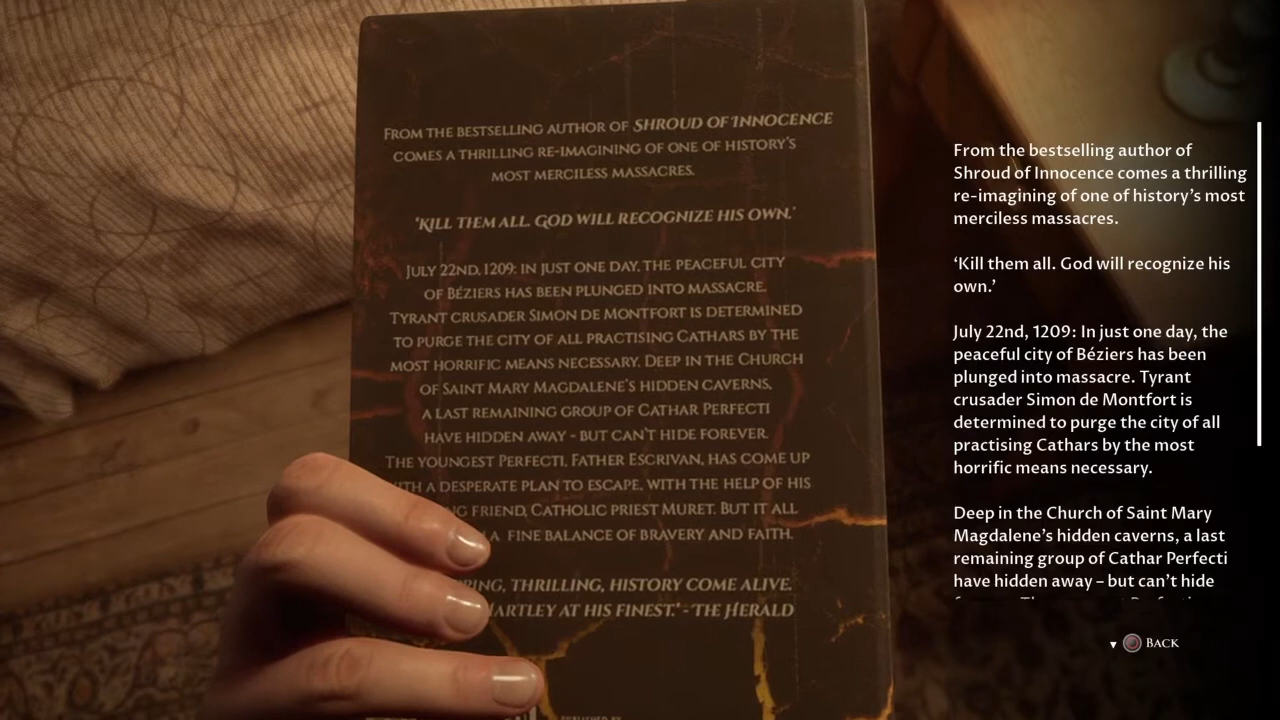 FROM THE BESTSELLING AUTHOR OF SHROUD OF INNOCENCE
COMES A THRILLING RE-IMAGINING OF ONE OF HISTORY'S
MOST MERCILESS MASSACRES.
'KILL THEM ALL. GOD WILL RECOGNIZE HIS OWN.'
JULY 22ND, 1209: IN JUST ONE DAY, THE PEACEFUL CITY
OF BÉZIERS HAS BEEN PLUNGED INTO MASSACRE.
TYRANT CRUSADER SIMON DE MONTFORT IS DETERMINED
TO PURGE THE CITY OF ALL PRACTISING CATHARS BY THE
MOST HORRIFIC MEANS NECESSARY. DEEP IN THE CHURCH
OF SAINT MARY MAGDALENE'S HIDDEN CAVERNS,
A LAST REMAINING GROUP OF CATHAR PERFECTI
HAVE HIDDEN AWAY - BUT CAN'T HIDE FOREVER.
THE YOUNGEST PERFECTI, FATHER ESCRIVAN, HAS COME UP
WITH A DESPERATE PLAN TO ESCAPE, WITH THE HELP OF HIS
FRIEND, CATHOLIC PRIEST MURET. BUT IT ALL
A FINE BALANCE OF BRAVERY AND FAITH.
THRILLING, HISTORY COME ALIVE.
HARTLEY AT HIS FINEST.' - THE HERALD
PUBLISHED BY
From the bestselling author of
Shroud of Innocence comes a thrilling
re-imagining of one of history's most
merciless massacres.
'Kill them all. God will recognize his
own.'
July 22nd, 1209: In just one day, the
peaceful city of Béziers has been
plunged into massacre. Tyrant
crusader Simon de Montfort is
determined to purge the city of all
practising Cathars by the most
horrific means necessary.
Deep in the Church of Saint Mary
Magdalene's hidden caverns, a last
remaining group of Cathar Perfecti
have hidden away – but can't hide
BACK